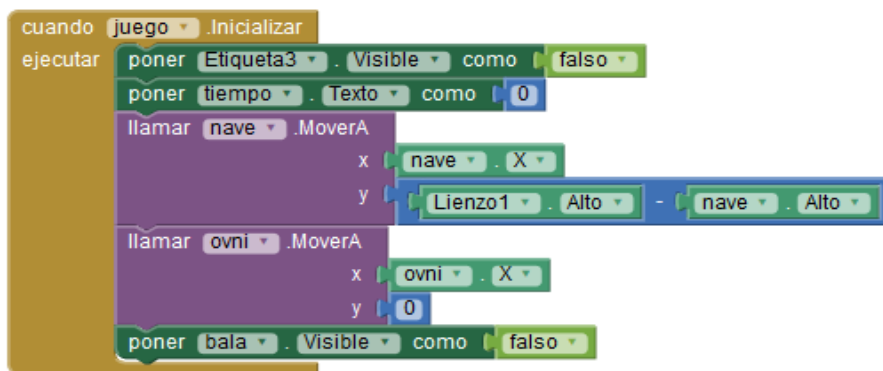 cuando juego .Inicializar
ejecutar poner Etiqueta3 . Visible como falso
poner tiempo . Texto como 0
llamar nave .MoverA
x nave . X
y Lienzo1 . Alto - nave . Alto
llamar ovni .MoverA
x ovni . X
y 0
poner bala . Visible como falso